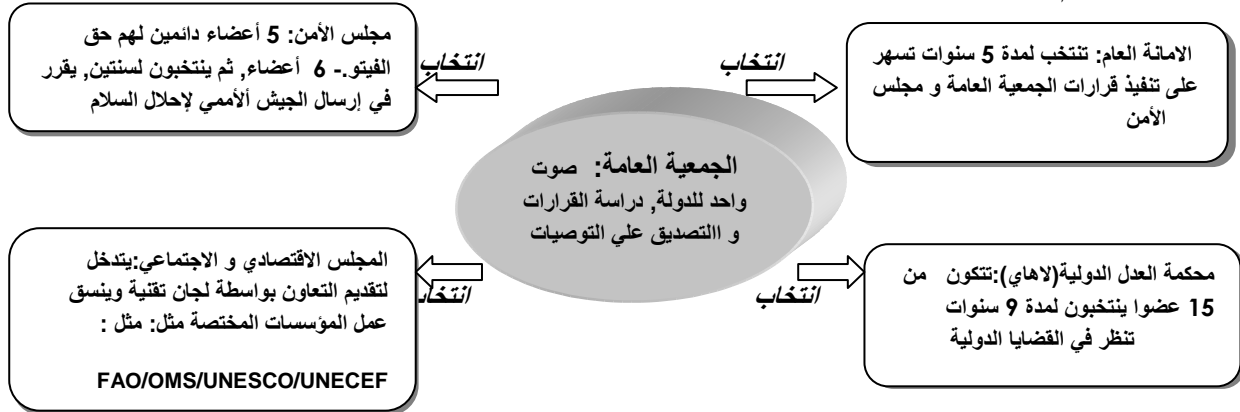 الامانة العام: تنتخب لمدة 5 سنوات تسهر
على تنفيذ قرارات الجمعية العامة و مجلس
الأمن
انتخاب
انتخاب
مجلس الأمن: 5 أعضاء دائمين لهم حق
الفيتو.- 6 أعضاء, ثم ينتخبون لسنتين, يقرر
في إرسال الجيش ألأممي لإحلال السلام
الجمعية العامة: صوت
واحد للدولة, دراسة القرارات
و االتصديق علي التوصيات
محكمة العدل الدولية(لاهاي):تتكون من
15 عضوا ينتخبون لمدة 9 سنوات
تنظر في القضايا الدولية
انتخاب
انتخا
المجلس الاقتصادي و الاجتماعي:يتدخل
لتقديم التعاون بواسطة لجان تقنية وينسق
عمل المؤسسات المختصة مثل: مثل :
FAO/OMS/UNESCO/UNECEF